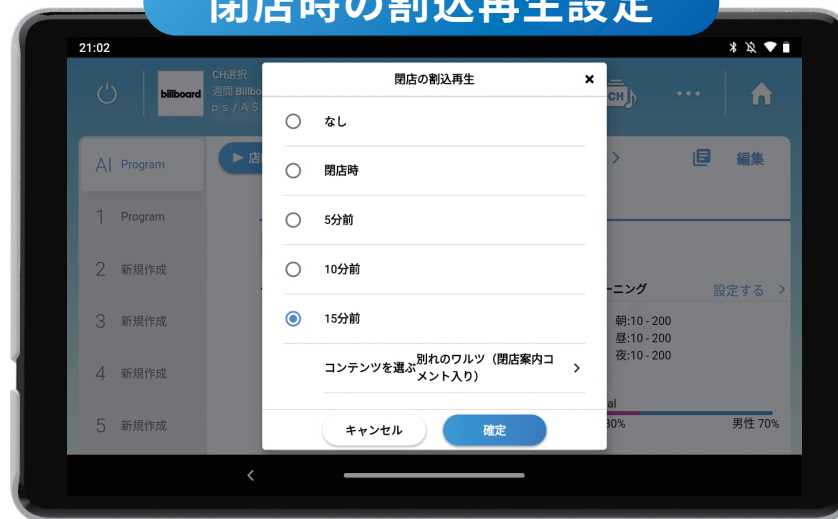 閉店時の割込再生設定
21:02
billboard
CH選択
週間 Billbo
p s / A S
閉店の割込再生
CH
なし
閉店時
5分前
10分前
15分前
コンテンツを選ぶ
別れのワルツ（閉店案内コ
メント入り）
キャンセル
確定
AI Program
1 Program
2 新規作成
3 新規作成
4 新規作成
5 新規作成
店
編集
ーニング
設定する
朝:10 - 200
昼:10 - 200
夜:10 - 200
al
30%
男性 70%